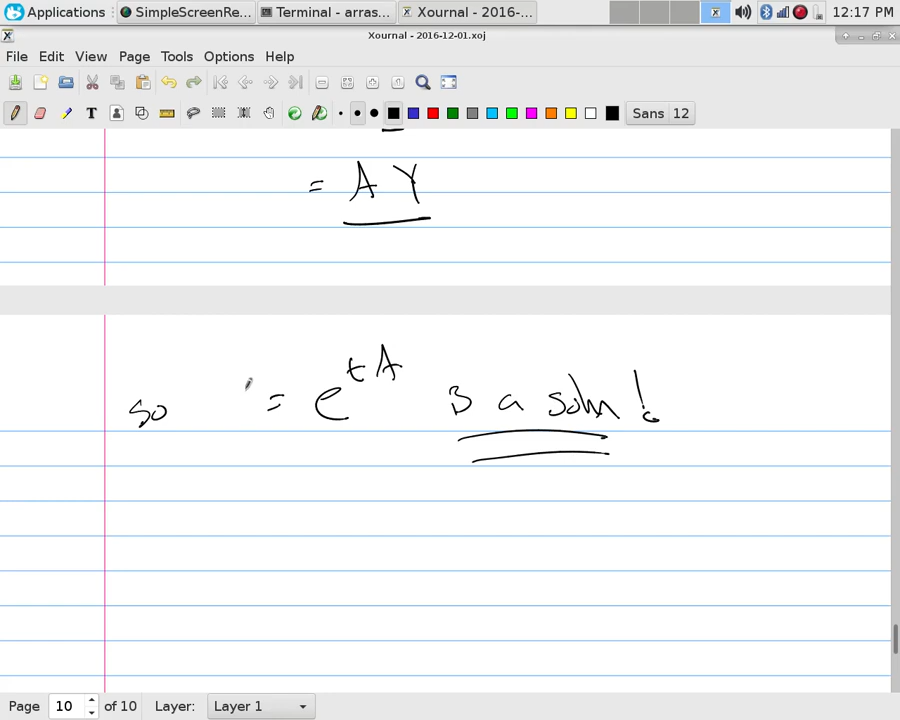 Applications SimpleScreenRe... Terminal - arras... Xournal - 2016-... 12:17 PM
Xournal - 2016-12-01.xoj
File Edit View Page Tools Options Help
Sans 12
= A Y
so = e^{tA} is a soln!
Page 10 of 10 Layer: Layer 1